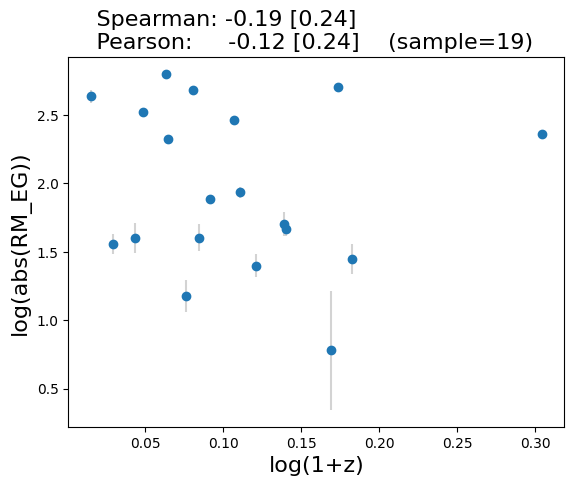 Spearman: -0.19 [0.24]
Pearson: -0.12 [0.24] (sample=19)
2.5
2.0
1.5
1.0
0.5
log(abs(RM_EG))
0.05 0.10 0.15 0.20 0.25 0.30
log(1+z)